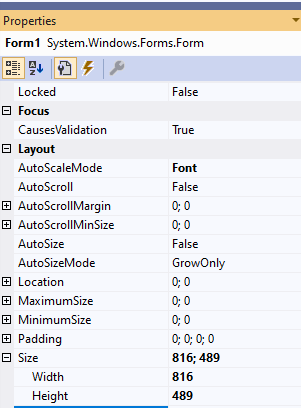 Properties
Form1 System.Windows.Forms.Form
Locked False
Focus
CausesValidation True
Layout
AutoScaleMode Font
AutoScroll False
AutoScrollMargin 0; 0
AutoScrollMinSize 0; 0
AutoSize False
AutoSizeMode GrowOnly
Location 0; 0
MaximumSize 0; 0
MinimumSize 0; 0
Padding 0; 0; 0; 0
Size 816; 489
Width 816
Height 489